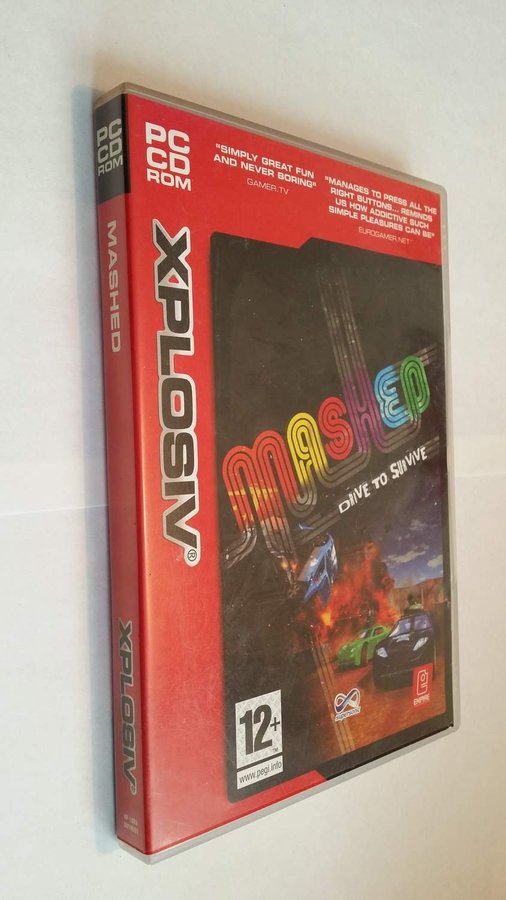 PC
CD
ROM
"SIMPLY GREAT FUN
AND NEVER BORING"
GAMER.TV
"MANAGES TO PRESS ALL THE
RIGHT BUTTONS... REMINDS
US HOW ADDICTIVE SUCH
SIMPLE PLEASURES CAN BE"
EUROGAMER.NET
XPLOSIV®
MASHED
DRIVE TO SURVIVE
12+
TM
www.pegi.info
supersonic
EMPIRE
PC
CD
ROM
MASHED
XPLOSIV®